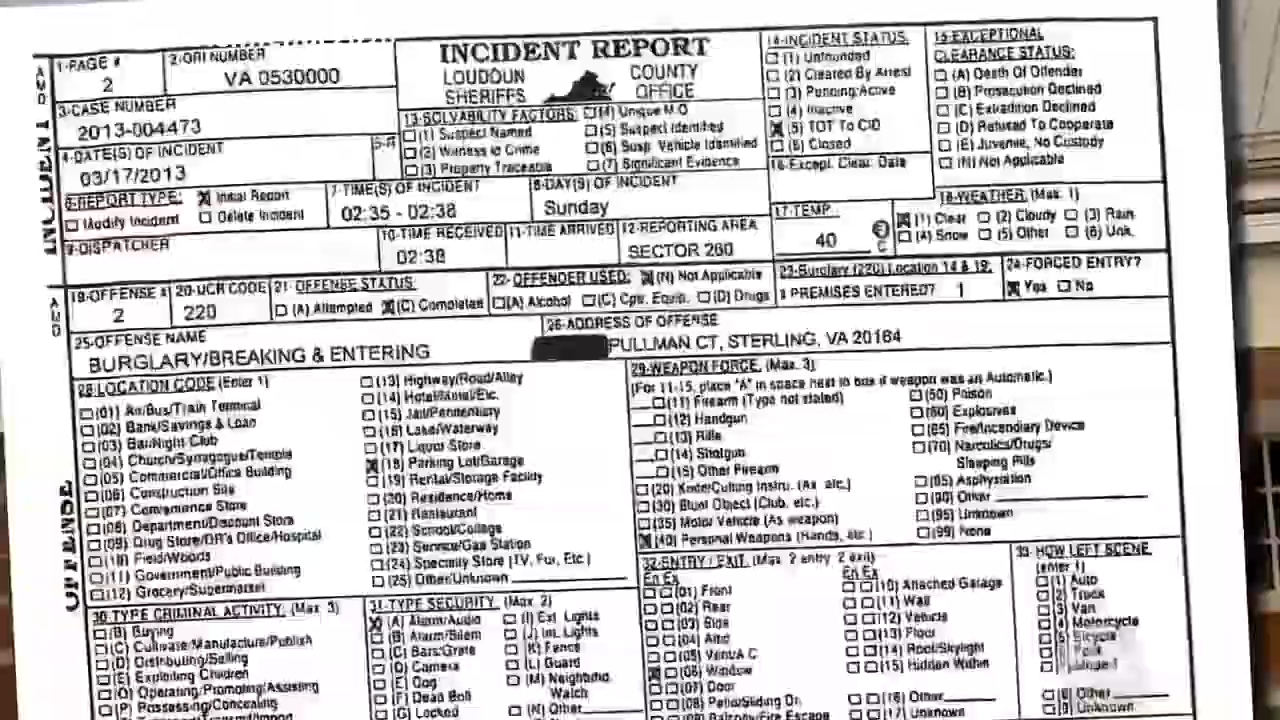 INCIDENT REPORT
LOUDOUN COUNTY
SHERIFFS OFFICE
1-PAGE #
2
2-ORI NUMBER
VA 0530000
3-CASE NUMBER
2013-004473
4-DATE(S) OF INCIDENT
03/17/2013
6-REPORT TYPE: Initial Report
Modify Incident Delete Incident
7-TIME(S) OF INCIDENT
02:35 - 02:38
8-DAY(S) OF INCIDENT
Sunday
9-DISPATCHER
10-TIME RECEIVED
02:38
11-TIME ARRIVED
12-REPORTING AREA
SECTOR 260
13-SOLVABILITY FACTORS: (4) Unique M.O
(1) Suspect Named (5) Suspect Identified
(2) Witness to Crime (6) Susp. Vehicle Identified
(3) Property Traceable (7) Significant Evidence
14-INCIDENT STATUS:
(1) Unfounded
(2) Cleared By Arrest
(3) Pending/Active
(4) Inactive
(5) TOT To CID
(6) Closed
15-EXCEPTIONAL
CLEARANCE STATUS:
(A) Death Of Offender
(B) Prosecution Declined
(C) Extradition Declined
(D) Refused To Cooperate
(E) Juvenile, No Custody
(N) Not Applicable
16-Except. Clear. Date
17-TEMP.
40 F C
18-WEATHER (Max. 1)
(1) Clear (2) Cloudy (3) Rain
(4) Snow (5) Other (6) Unk.
INCIDENT
19-OFFENSE #
2
20-UCR CODE
220
21- OFFENSE STATUS:
(A) Attempted (C) Completed
22- OFFENDER USED: (N) Not Applicable
(A) Alcohol (C) Cptr. Equip. (D) Drugs
23-Burglary (220) Location 14 & 19:
# PREMISES ENTERED? 1
24-FORCED ENTRY?
Yes No
25-OFFENSE NAME
BURGLARY/BREAKING & ENTERING
26-ADDRESS OF OFFENSE
PULLMAN CT, STERLING, VA 20164
OFFENSE
28-LOCATION CODE (Enter 1)
(01) Air/Bus/Train Terminal
(02) Bank/Savings & Loan
(03) Bar/Night Club
(04) Church/Synagogue/Temple
(05) Commercial/Office Building
(06) Construction Site
(07) Convenience Store
(08) Department/Discount Store
(09) Drug Store/DR's Office/Hospital
(10) Field/Woods
(11) Government/Public Building
(12) Grocery/Supermarket
(13) Highway/Road/Alley
(14) Hotel/Motel/Etc.
(15) Jail/Penitentiary
(16) Lake/Waterway
(17) Liquor Store
(18) Parking Lot/Garage
(19) Rental/Storage Facility
(20) Residence/Home
(21) Restaurant
(22) School/College
(23) Service/Gas Station
(24) Specialty Store (TV, Fur, Etc.)
(25) Other/Unknown
29-WEAPON FORCE. (Max. 3)
(For 11-15, place "A" in space next to box if weapon was an Automatic.)
(11) Firearm (Type not stated)
(12) Handgun
(13) Rifle
(14) Shotgun
(15) Other Firearm
(20) Knife/Cutting Instru. (Ax, etc.)
(30) Blunt Object (Club, etc.)
(35) Motor Vehicle (As weapon)
(40) Personal Weapons (Hands, etc.)
(50) Poison
(60) Explosives
(65) Fire/Incendiary Device
(70) Narcotics/Drugs/
Sleeping Pills
(85) Asphyxiation
(90) Other
(95) Unknown
(99) None
30-TYPE CRIMINAL ACTIVITY. (Max 3)
(B) Buying
(C) Cultivate/Manufacture/Publish
(D) Distributing/Selling
(E) Exploiting Children
(O) Operating/Promoting/Assisting
(P) Possessing/Concealing
31-TYPE SECURITY (Max. 2)
(A) Alarm/Audio
(B) Alarm/Silent
(C) Bars/Grate
(D) Camera
(E) Dog
(F) Dead Bolt
(G) Locked
(I) Ext. Lights
(J) Int. Lights
(K) Fence
(L) Guard
(M) Neighbhd.
Watch
(N) Other
32-ENTRY / EXIT. (Max 2 entry 2 exit)
En Ex En Ex
(01) Front
(02) Rear
(03) Side
(04) Attic
(05) Vent/A C
(06) Window
(07) Door
(08) Patio/Sliding Dr.
(09) Balcony/Fire Escape
(10) Attached Garage
(11) Wall
(12) Vehicle
(13) Floor
(14) Roof/Skylight
(15) Hidden Within
(16) Other
(17) Unknown
33- HOW LEFT SCENE
(enter 1)
(1) Auto
(2) Truck
(3) Van
(4) Motorcycle
(5) Bicycle
(8) Other
(9) Unknown